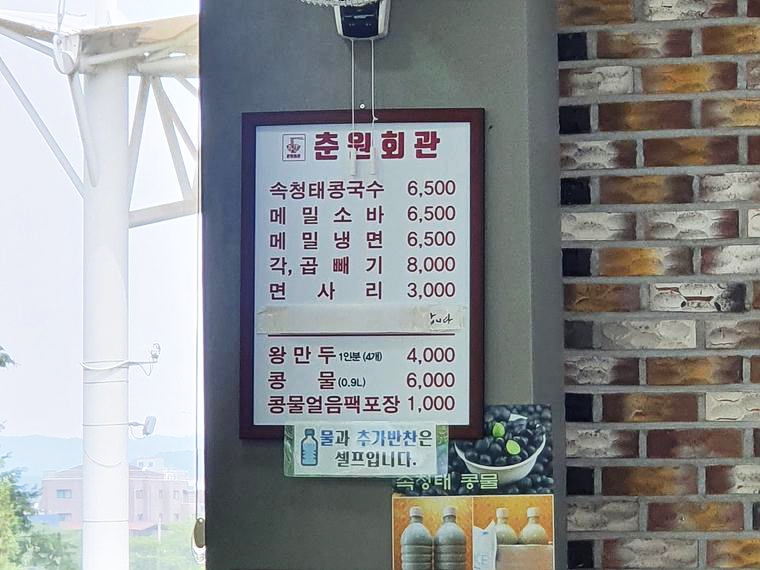 춘원회관
속청태콩국수 6,500
메밀소바 6,500
메밀냉면 6,500
각,곱빼기 8,000
면사리 3,000
왕만두 1인분 (4개) 4,000
콩물 (0.9L) 6,000
콩물얼음팩포장 1,000
물과 추가반찬은
셀프입니다.
속청태 콩물